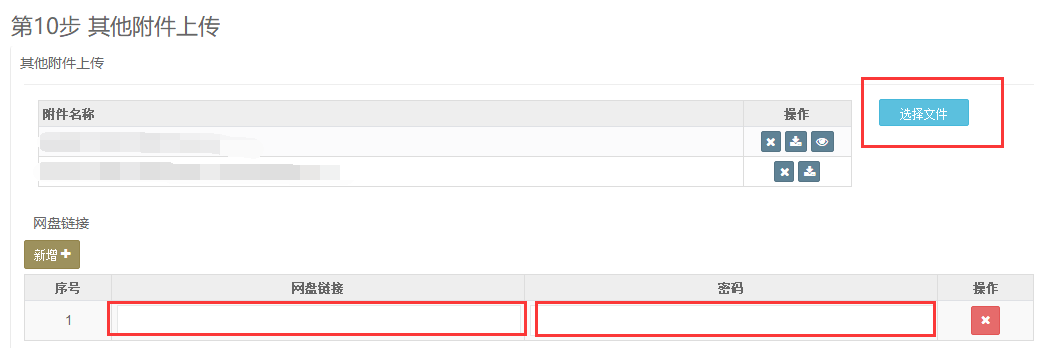 第10步 其他附件上传
其他附件上传
附件名称 操作 选择文件
网盘链接
新增
序号 网盘链接 密码 操作
1